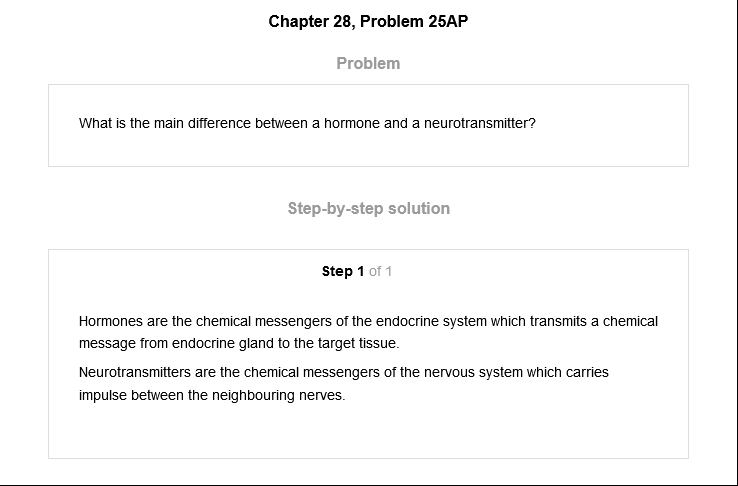 Chapter 28, Problem 25AP
Problem
What is the main difference between a hormone and a neurotransmitter?
Step-by-step solution
Step 1 of 1
Hormones are the chemical messengers of the endocrine system which transmits a chemical
message from endocrine gland to the target tissue.
Neurotransmitters are the chemical messengers of the nervous system which carries
impulse between the neighbouring nerves.